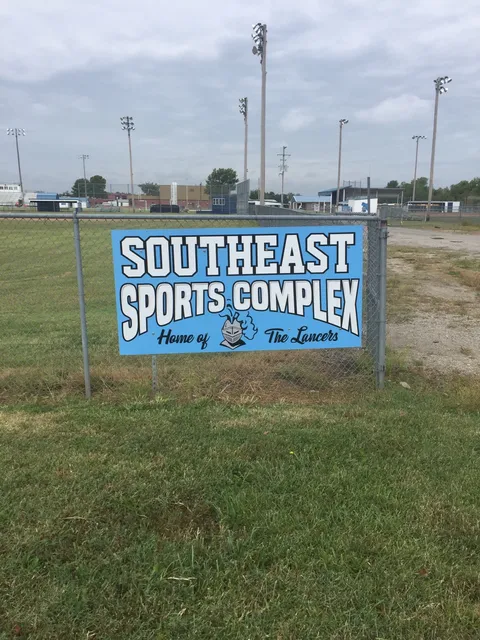 SOUTHEAST
SPORTS COMPLEX
Home of The Lancers